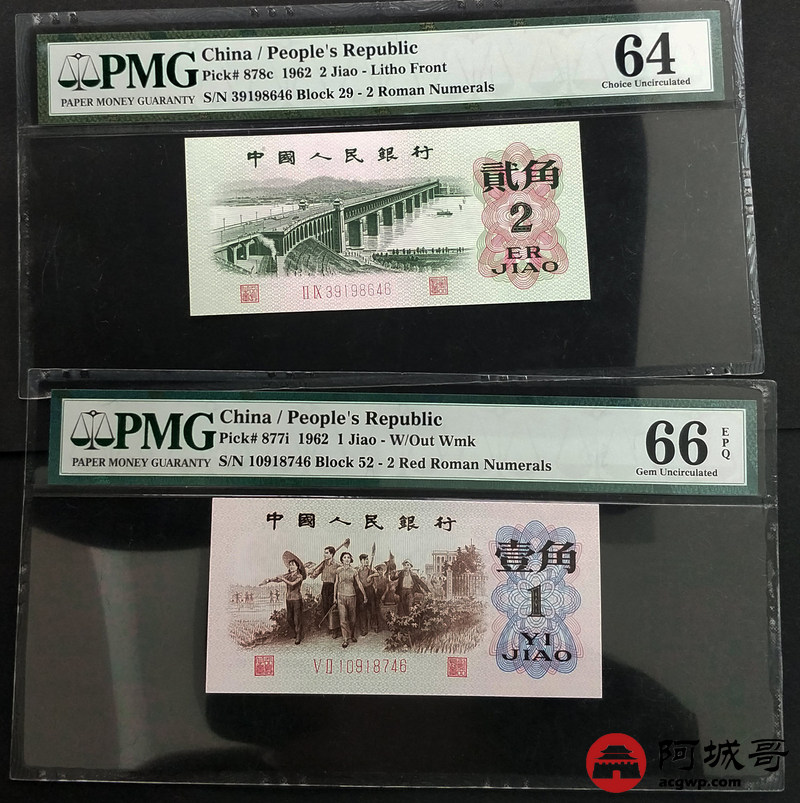 PMG
PAPER MONEY GUARANTY
China / People's Republic
Pick# 878c 1962 2 Jiao - Litho Front
S/N 39198646 Block 29 - 2 Roman Numerals
64
Choice Uncirculated
中國人民銀行
貳角
2
ER
JIAO
II IX 39198646
PMG
PAPER MONEY GUARANTY
China / People's Republic
Pick# 877i 1962 1 Jiao - W/Out Wmk
S/N 10918746 Block 52 - 2 Red Roman Numerals
66
EPQ
Gem Uncirculated
中國人民銀行
壹角
1
YI
JIAO
V II 10918746
阿城哥
acgwp.com